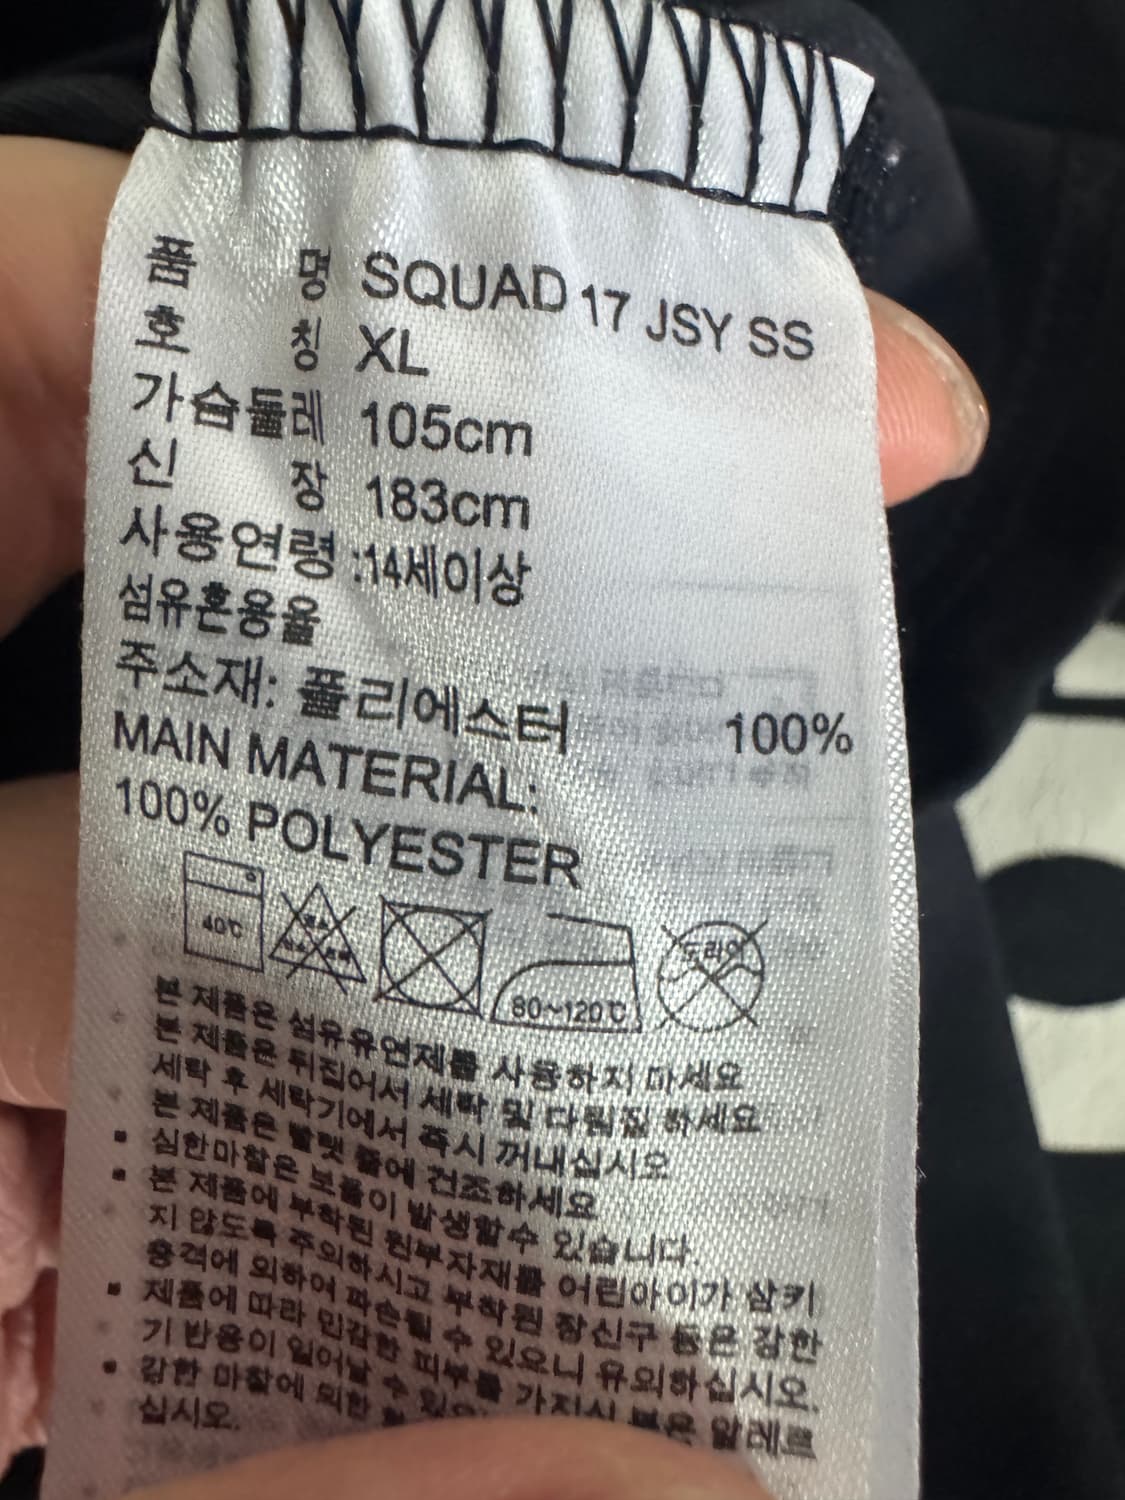 품 명 SQUAD 17 JSY SS
호 칭 XL
가슴둘레 105cm
신 장 183cm
사용연령 :14세이상
섬유혼용율
주소재: 폴리에스터 100%
MAIN MATERIAL:
100% POLYESTER
40℃
80~120℃
드라이
본 제품은 섬유유연제를 사용하지 마세요
본 제품은 뒤집어서 세탁 및 다림질 하세요
세탁 후 세탁기에서 즉시 꺼내십시오
본 제품은 햇볕에 건조하세요
심한마찰은 보풀이 발생할수 있습니다.
본 제품에 부착된 원부자재를 어린아이가 삼키
지 않도록 주의하시고 부착된 장신구 등은 강한
충격에 의하여 파손될 수 있으니 유의하십시오.
제품에 따라 민감한 피부를 가지신 분은 알레르
기 반응이 일어날 수
강한 마찰에 의한
십시오.